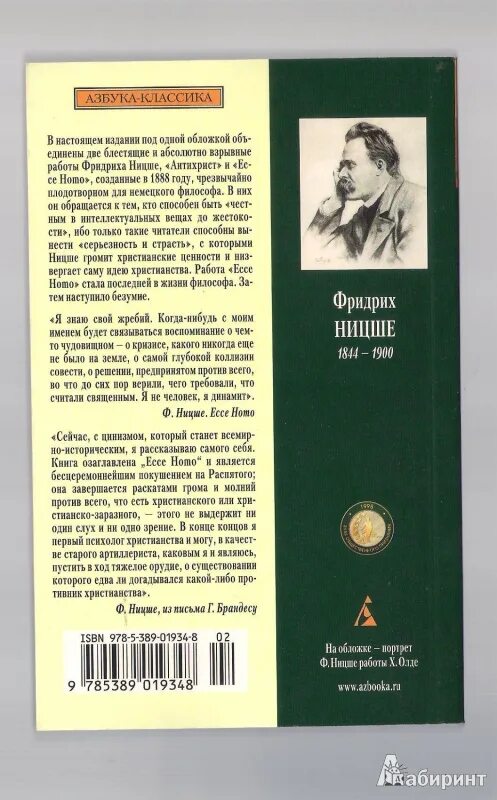 АЗБУКА-КЛАССИКА
В настоящем издании под одной обложкой объ-
единены две блестящие и абсолютно взрывные
работы Фридриха Ницше, «Антихрист» и «Ec-
ce Homo», созданные в 1888 году, чрезвычайно
плодотворном для немецкого философа. В них
он обращается к тем, кто способен быть «чест-
ным в интеллектуальных вещах до жестоко-
сти», ибо только такие читатели способны вы-
нести «серьезность и страсть», с которыми
Ницше громит христианские ценности и низ-
вергает саму идею христианства. Работа «Ecce
Homo» стала последней в жизни философа. За-
тем наступило безумие.
«Я знаю свой жребий. Когда-нибудь с моим
именем будет связываться воспоминание о чем-
то чудовищном – о кризисе, какого никогда еще
не было на земле, о самой глубокой коллизии
совести, о решении, предпринятом против всего,
во что до сих пор верили, чего требовали, что
считали священным. Я не человек, я динамит».
Ф. Ницше. Ecce Homo
«Сейчас, с цинизмом, который станет всемир-
но-историческим, я рассказываю самого себя.
Книга озаглавлена „Ecce Homo“ и является
бесцеремоннейшим покушением на Распятого;
она завершается раскатами грома и молний
против всего, что есть христианского или хри-
стианско-заразного, – этого не выдержит ни
один слух и ни одно зрение. В конце концов я
первый психолог христианства и могу, в качест-
ве старого артиллериста, каковым я и являюсь,
пустить в ход тяжелое орудие, о существовании
которого едва ли догадывался какой-либо про-
тивник христианства».
Ф. Ницше, из письма Г. Брандесу
ISBN 978-5-389-01934-8 02
9 785389 019348
Фридрих
НИЦШЕ
1844 – 1900
1995
На обложке – портрет
Ф. Ницше работы Х. Олде
www.azbooka.ru
Лабиринт